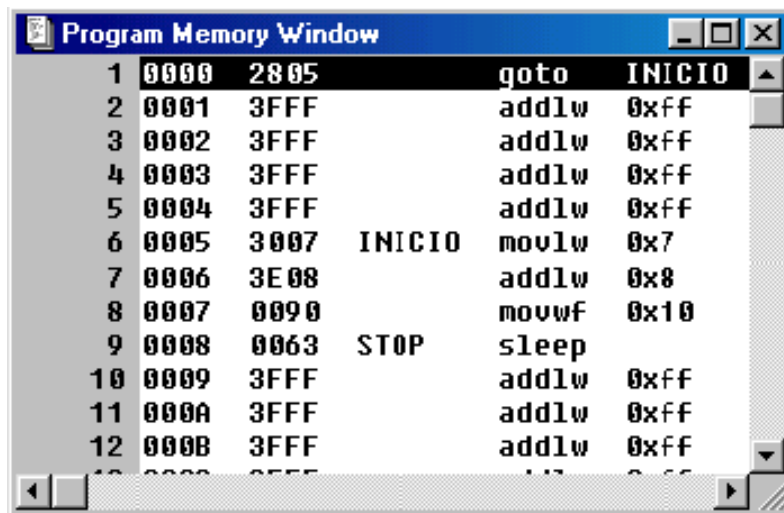 Program Memory Window
1 0000 2805 goto INICIO
2 0001 3FFF addlw 0xff
3 0002 3FFF addlw 0xff
4 0003 3FFF addlw 0xff
5 0004 3FFF addlw 0xff
6 0005 3007 INICIO movlw 0x7
7 0006 3E08 addlw 0x8
8 0007 0090 movwf 0x10
9 0008 0063 STOP sleep
10 0009 3FFF addlw 0xff
11 000A 3FFF addlw 0xff
12 000B 3FFF addlw 0xff